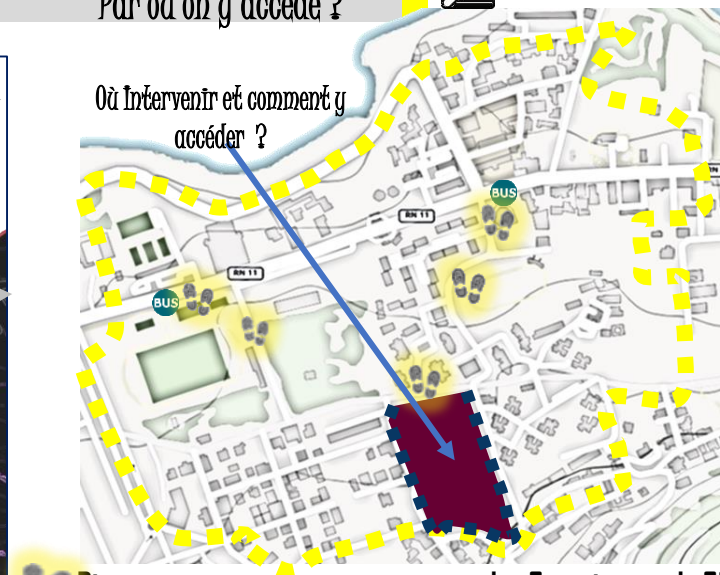 Par où on y accède ?
Où Intervenir et comment y
accéder ?
BUS
RN 11
RN 11
BUS